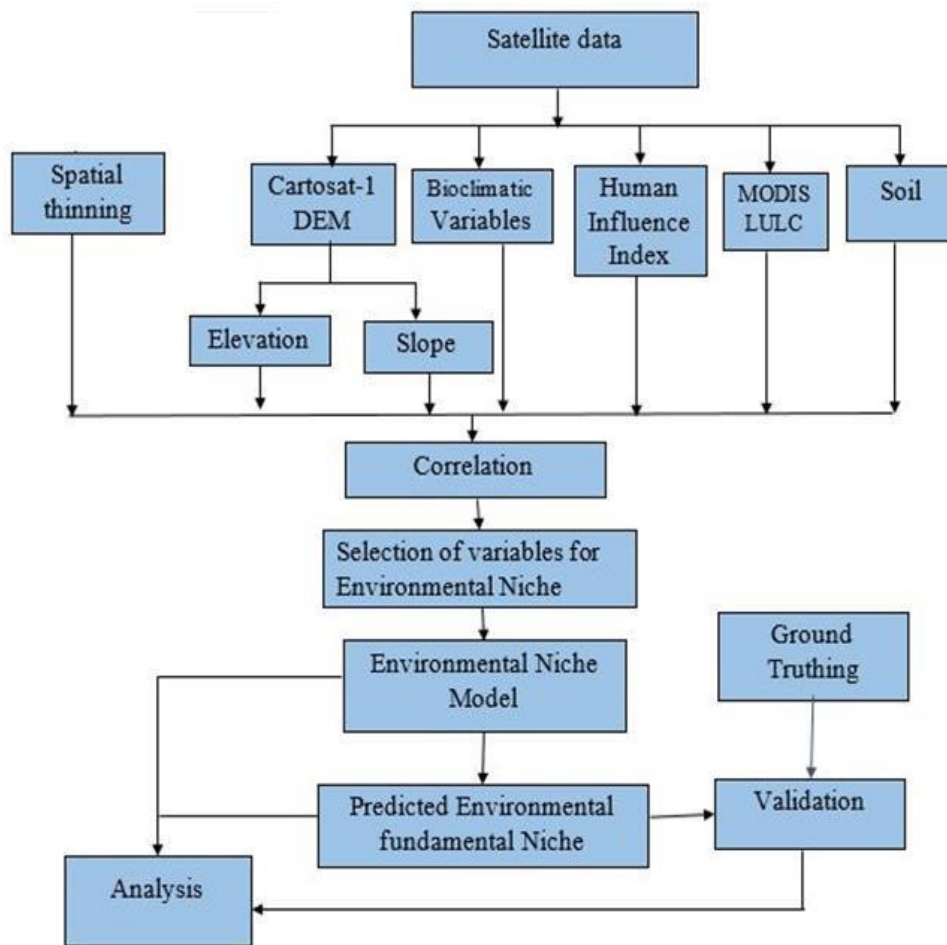 Satellite data
Spatial
thinning
Cartosat-1
DEM
Bioclimatic
Variables
Human
Influence
Index
MODIS
LULC
Soil
Elevation
Slope
Correlation
Selection of variables for
Environmental Niche
Environmental Niche
Model
Ground
Truthing
Predicted Environmental
fundamental Niche
Validation
Analysis